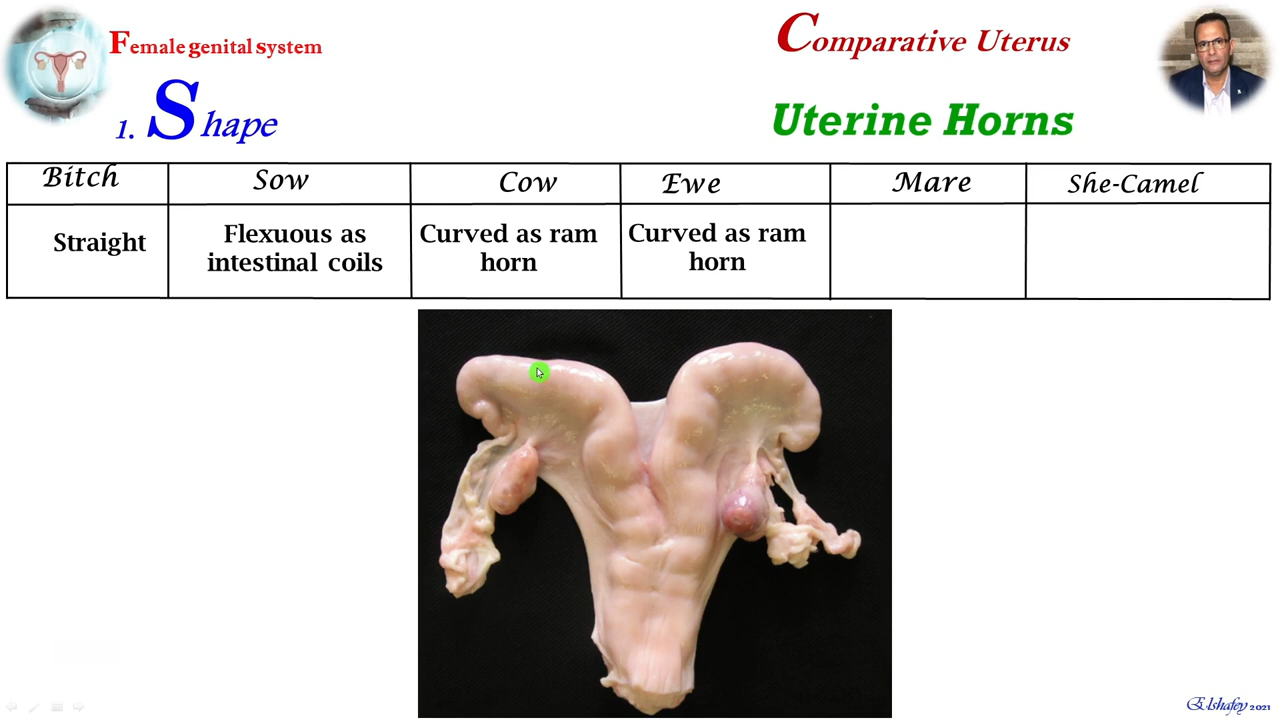 Female genital system
Comparative Uterus
1. Shape
Uterine Horns
Bitch
Sow
Cow
Ewe
Mare
She-Camel
Straight
Flexuous as
intestinal coils
Curved as ram
horn
Curved as ram
horn
Elshafey 2021